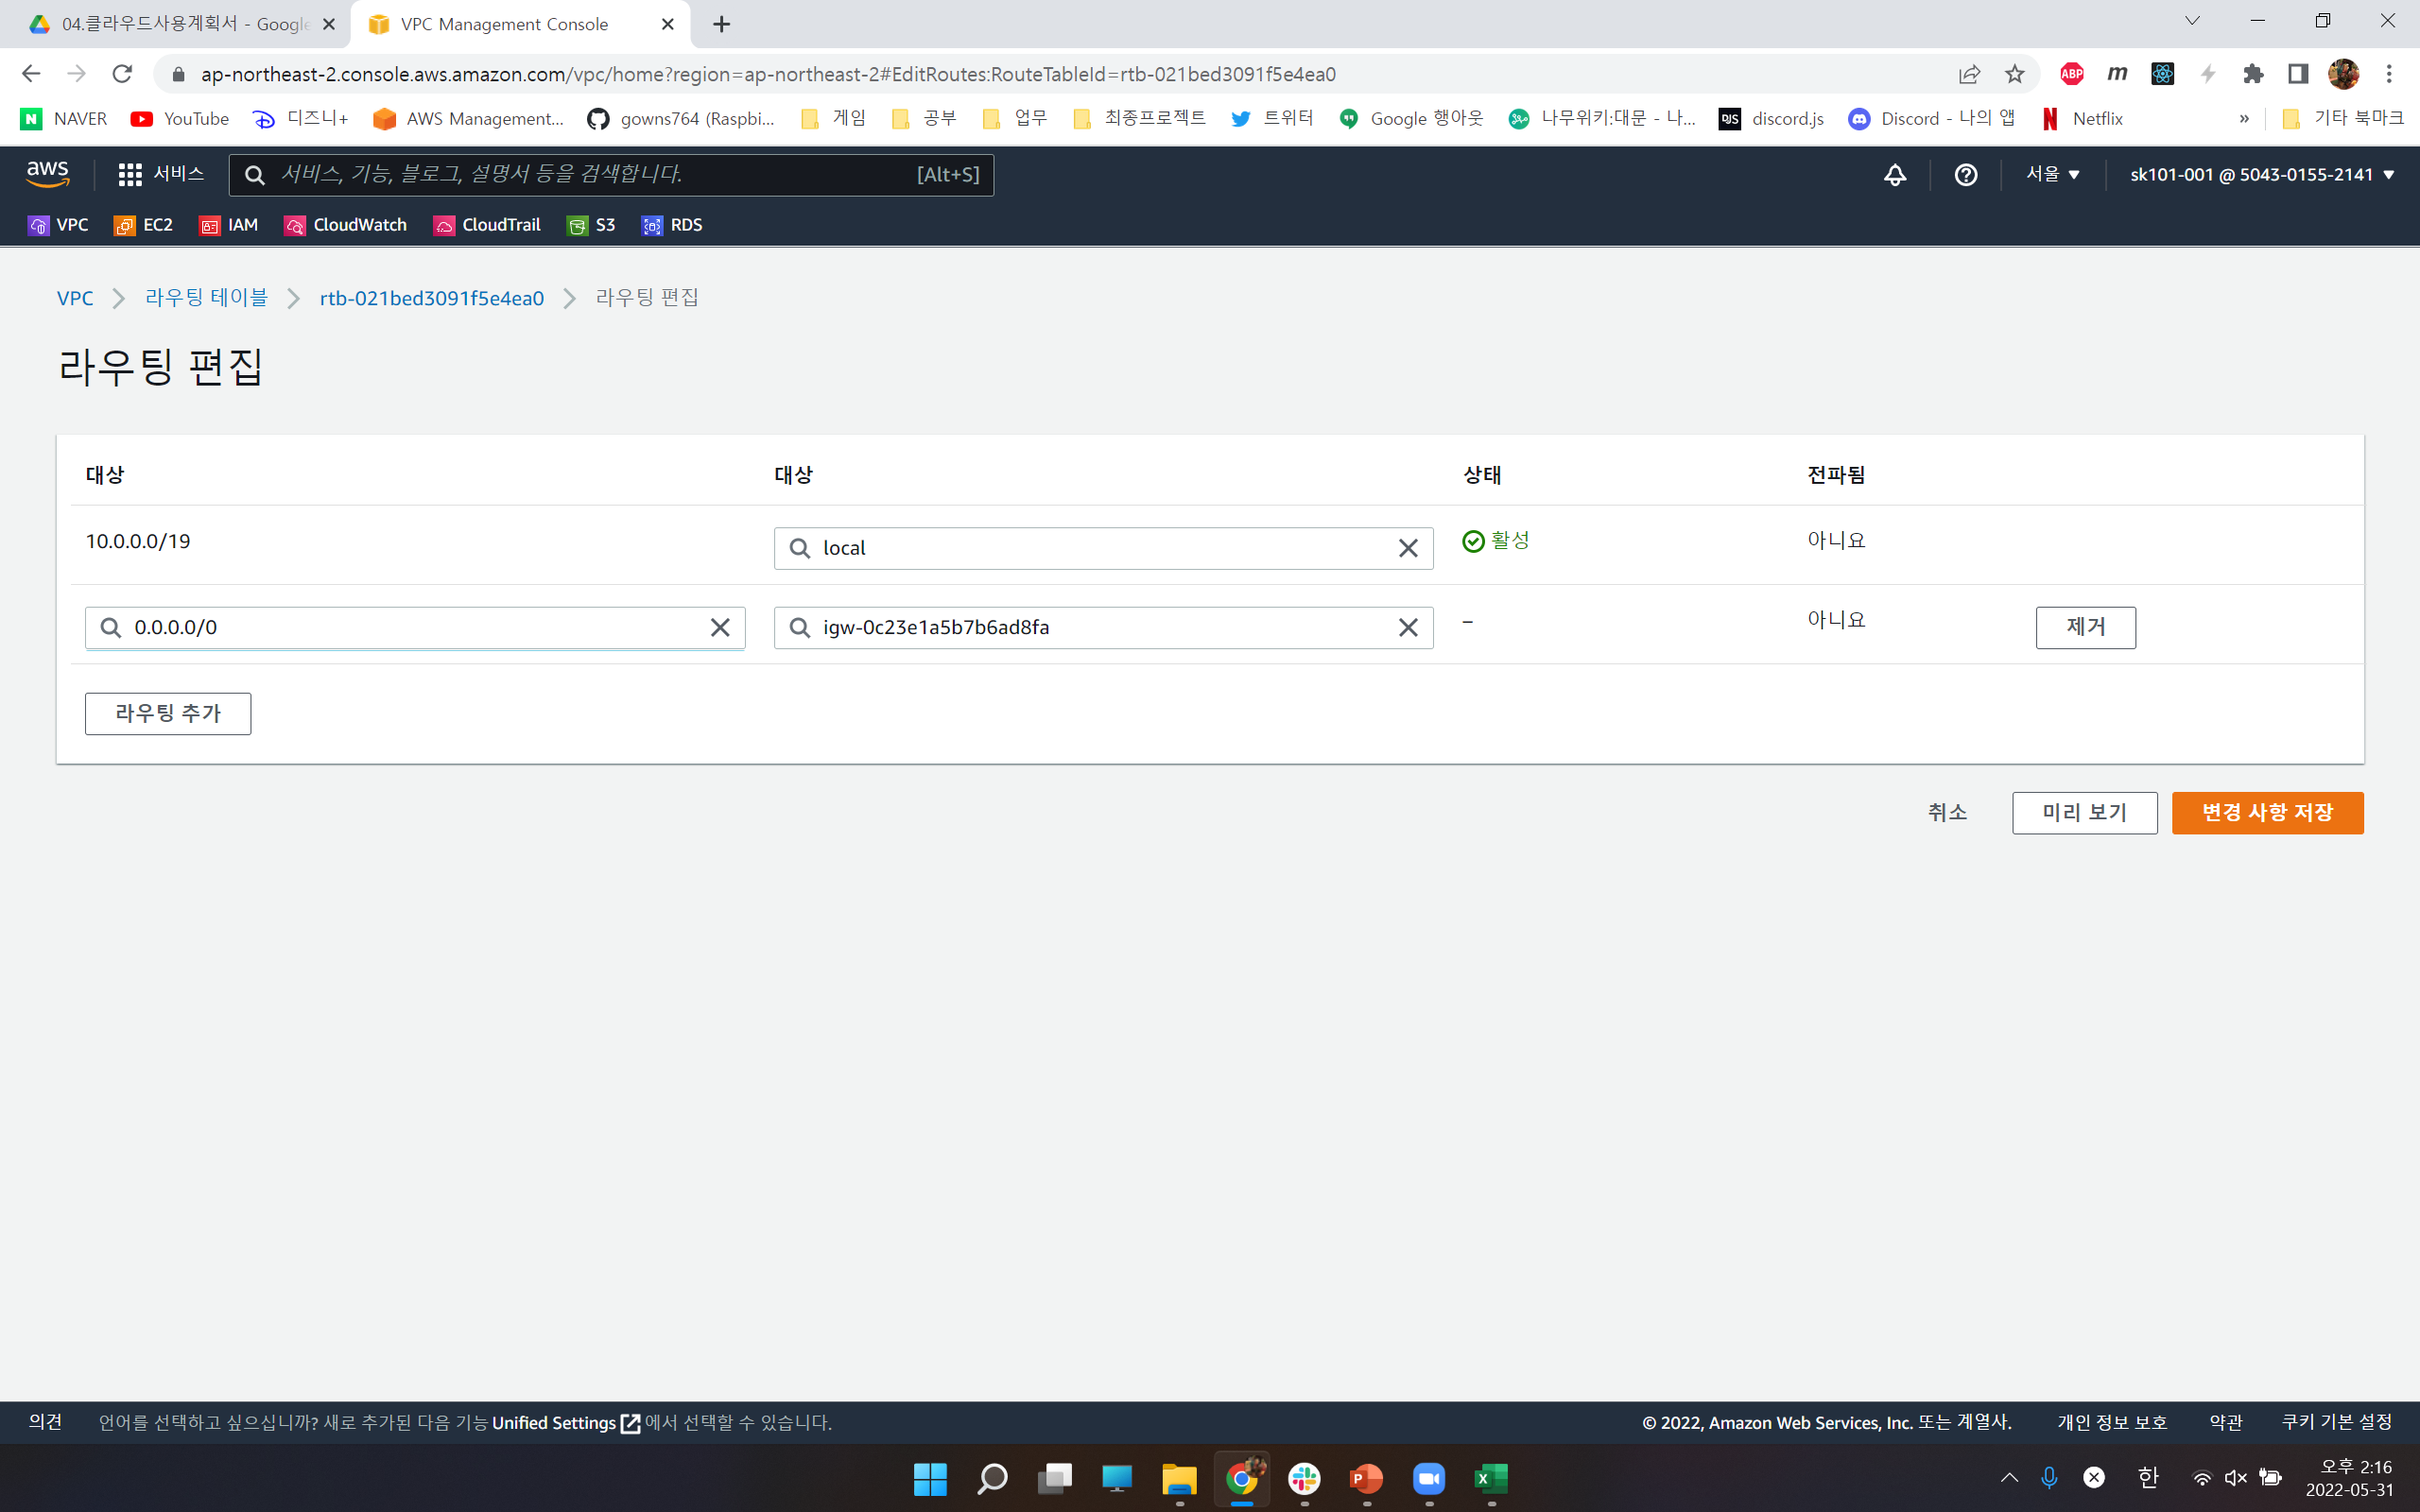 04.클라우드사용계획서 - Google
VPC Management Console
ap-northeast-2.console.aws.amazon.com/vpc/home?region=ap-northeast-2#EditRoutes:RouteTableId=rtb-021bed3091f5e4ea0
ABP
m
N NAVER YouTube 디즈니+ AWS Management... gowns764 (Raspbi... 게임 공부 업무 최종프로젝트 트위터 Google 행아웃 나무위키:대문 - 나... DJS discord.js Discord - 나의 앱 N Netflix » 기타 북마크
aws 서비스 서비스, 기능, 블로그, 설명서 등을 검색합니다. [Alt+S] 서울 ▼ sk101-001 @ 5043-0155-2141 ▼
VPC EC2 IAM CloudWatch CloudTrail S3 RDS
VPC 라우팅 테이블 rtb-021bed3091f5e4ea0 라우팅 편집
라우팅 편집
대상 대상 상태 전파됨
10.0.0.0/19 local 활성 아니요
0.0.0.0/0 igw-0c23e1a5b7b6ad8fa – 아니요 제거
라우팅 추가
취소 미리 보기 변경 사항 저장
의견 언어를 선택하고 싶으십니까? 새로 추가된 다음 기능 Unified Settings 에서 선택할 수 있습니다. © 2022, Amazon Web Services, Inc. 또는 계열사. 개인 정보 보호 약관 쿠키 기본 설정
한 오후 2:16
2022-05-31